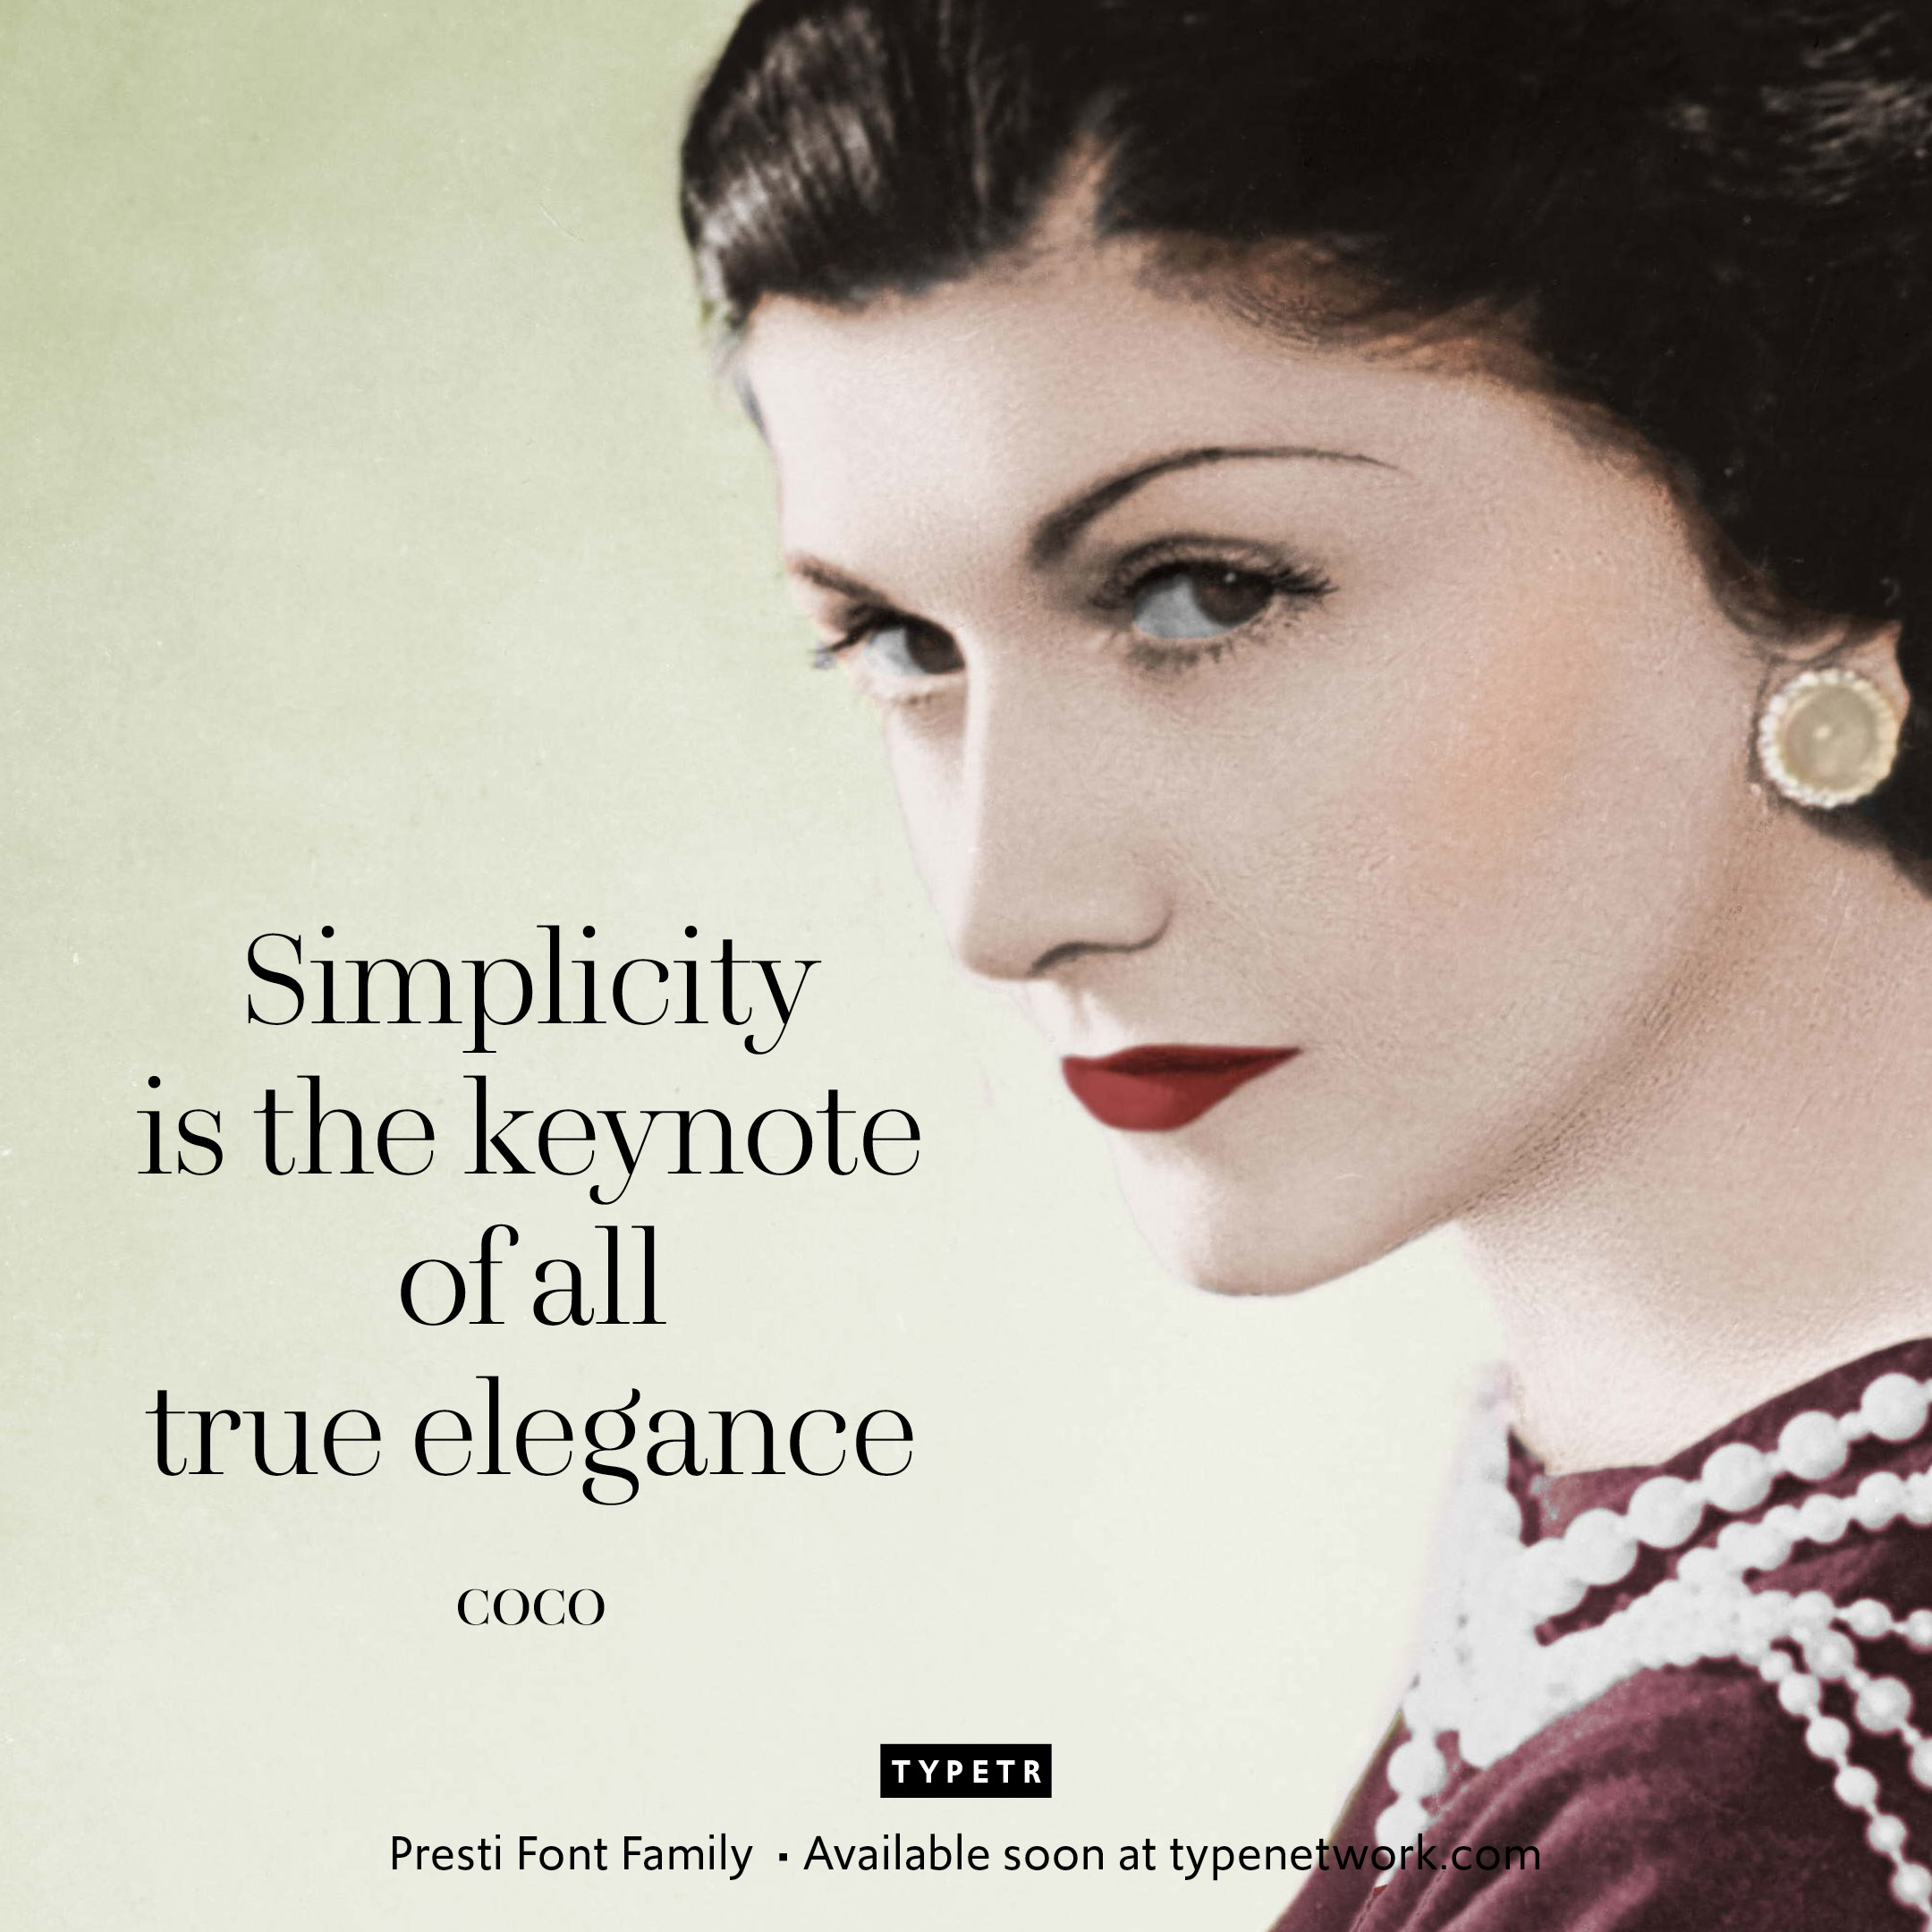 Simplicity
is the keynote
of all
true elegance
coco
TYPETR
Presti Font Family ▪ Available soon at typenetwork.com